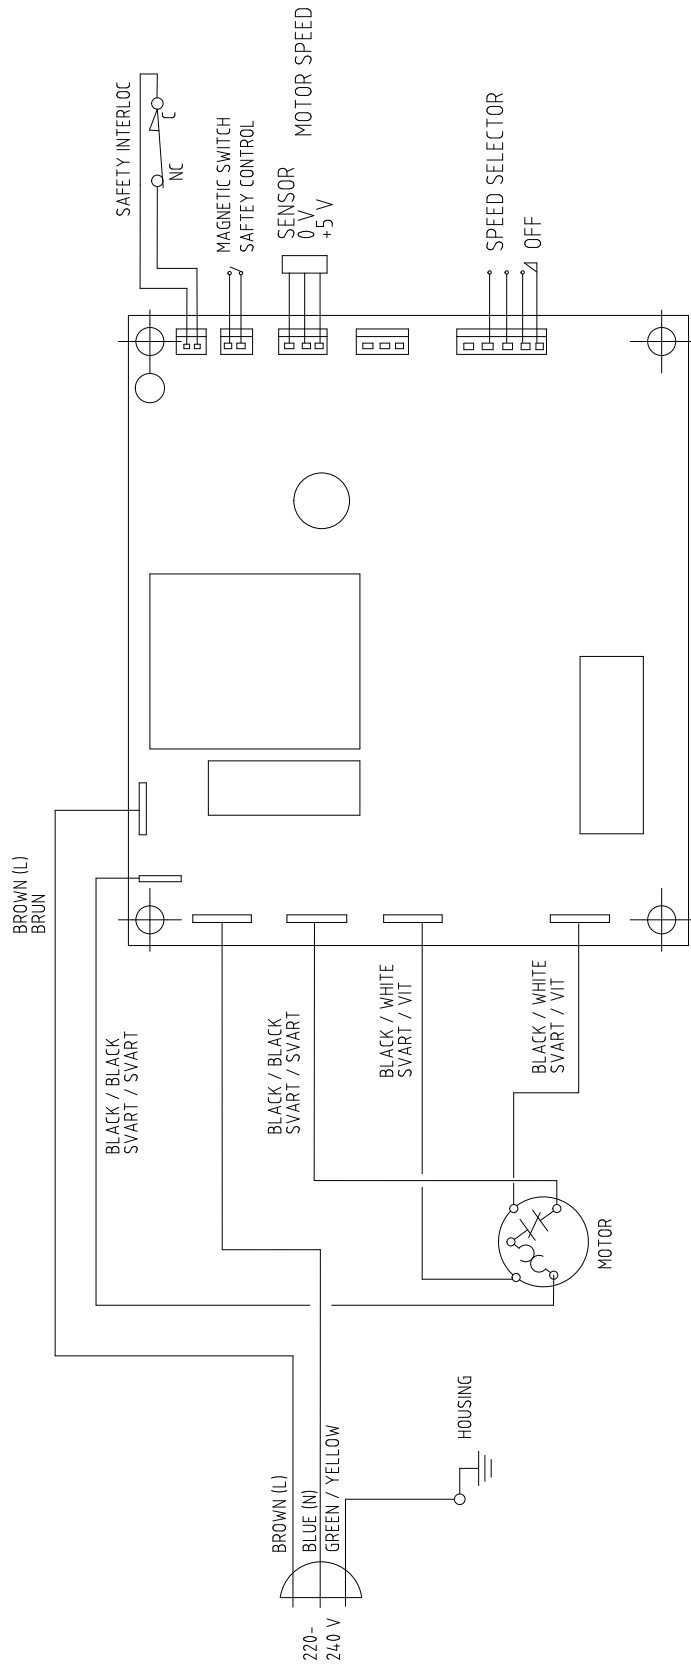 SAFETY INTERLOC
C
NC
MAGNETIC SWITCH
SAFTEY CONTROL
MOTOR SPEED
SENSOR
0 V
+5 V
SPEED SELECTOR
OFF
BROWN (L)
BRUN
BLACK / BLACK
SVART / SVART
BLACK / BLACK
SVART / SVART
BLACK / WHITE
SVART / VIT
BLACK / WHITE
SVART / VIT
MOTOR
HOUSING
BROWN (L)
BLUE (N)
GREEN / YELLOW
220-
240 V